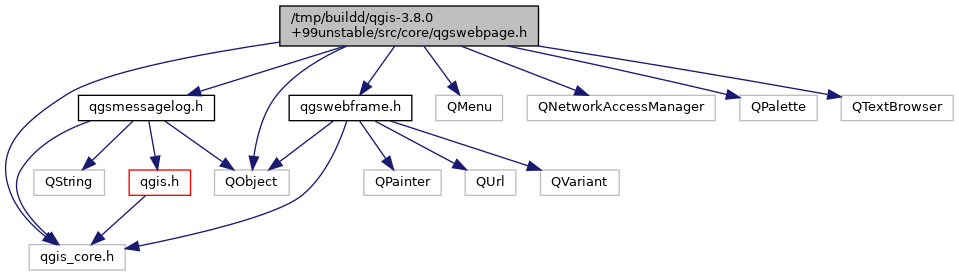 /tmp/buildd/qgis-3.8.0
+99unstable/src/core/qgswebpage.h
qgsmessagelog.h
qgswebframe.h
QMenu
QNetworkAccessManager
QPalette
QTextBrowser
QString
qgis.h
QObject
QPainter
QUrl
QVariant
qgis_core.h